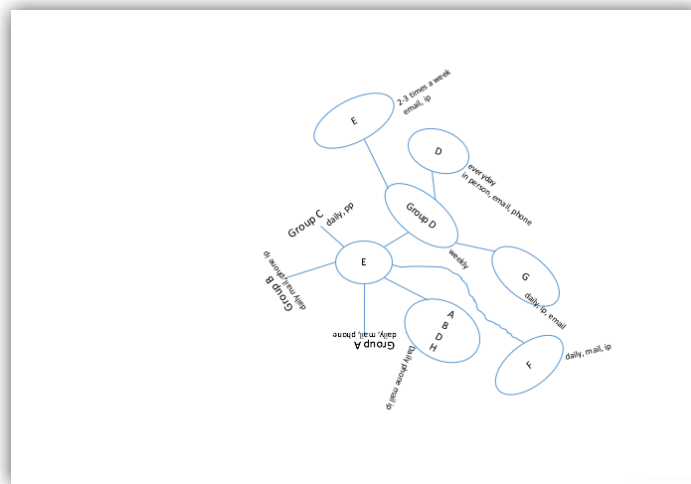 2-3 times a week
email, ip
E
D
everyday
in person, email, phone
Group D
Group C
daily, pp
weekly
E
G
daily, ip, email
Group B
daily mail, phone ip
A
B
D
H
Daily phone mail ip
Group A
daily, mail, phone
F
daily, mail, ip